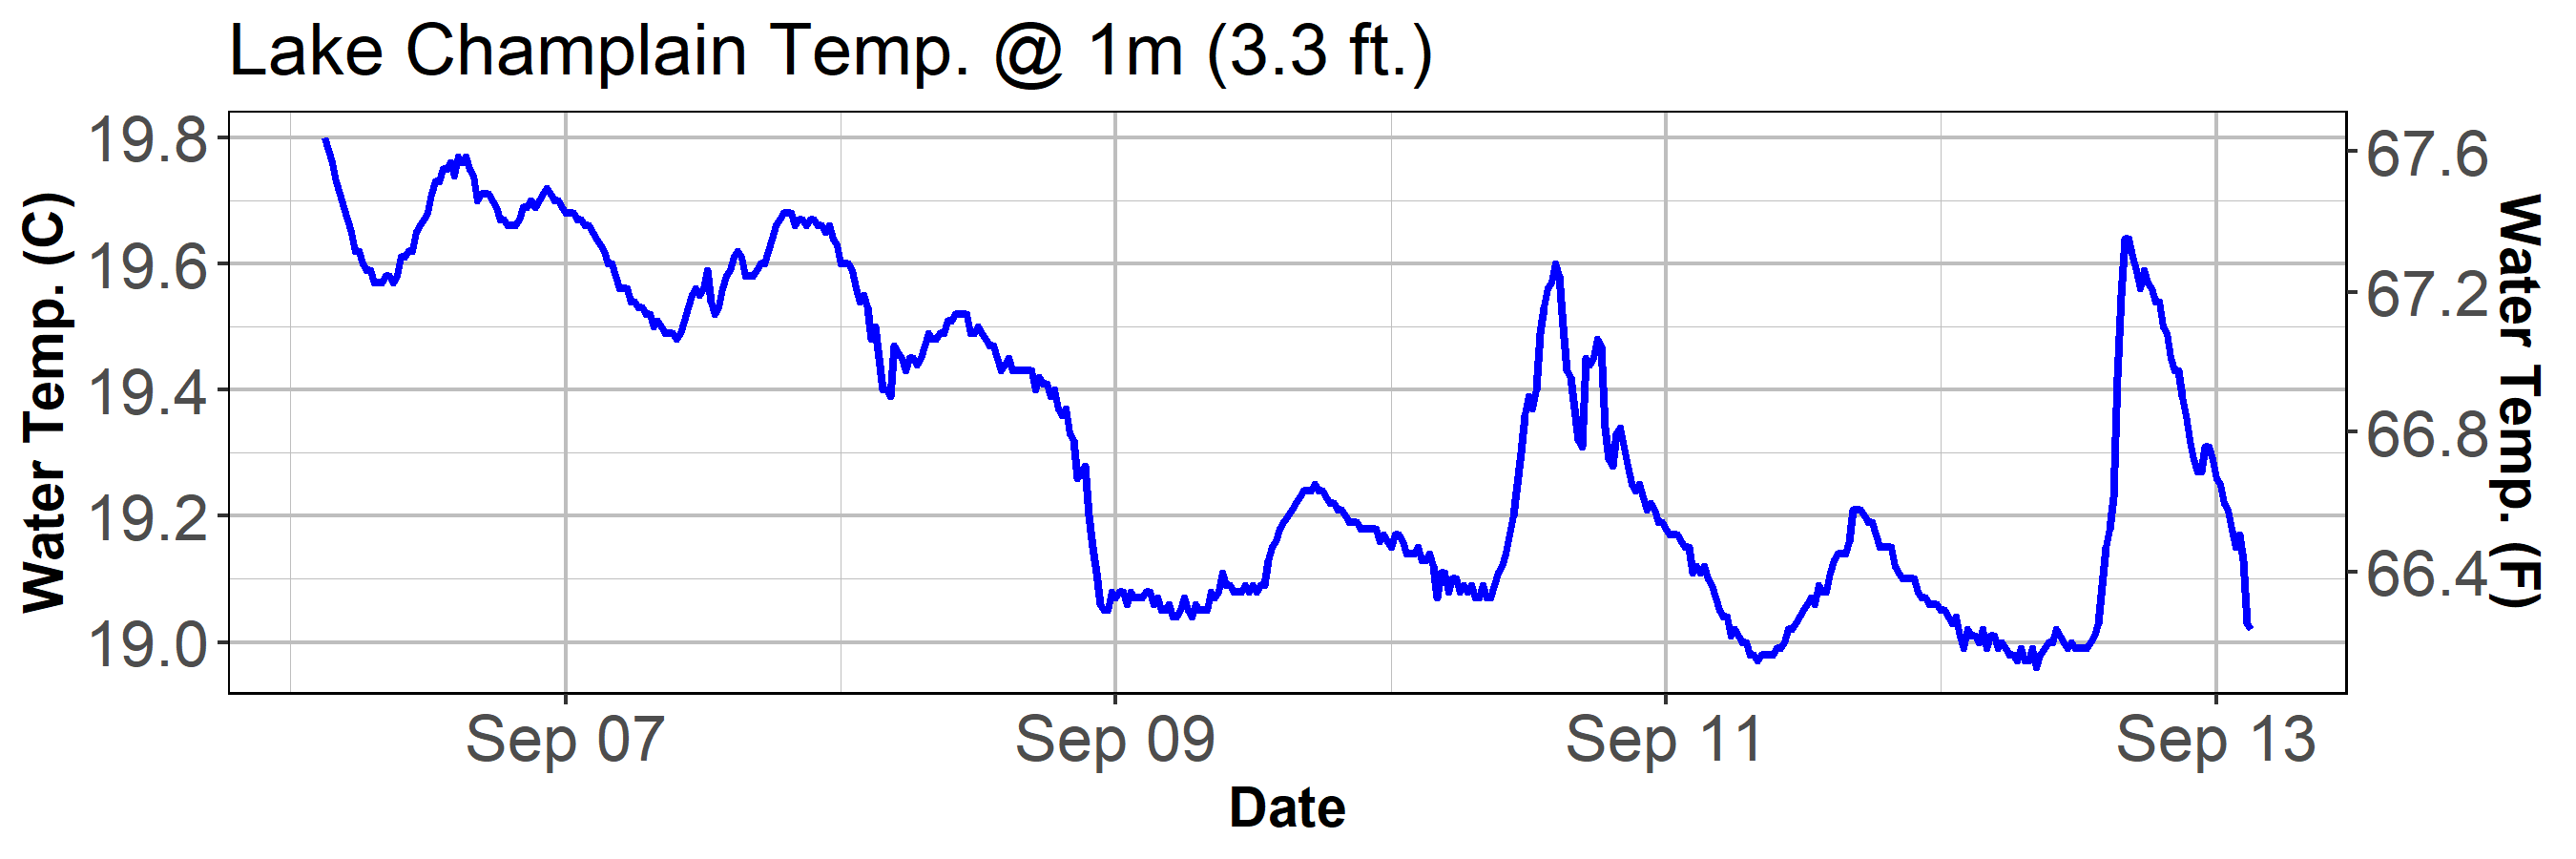 Lake Champlain Temp. @ 1m (3.3 ft.)
Water Temp. (C)
19.8
19.6
19.4
19.2
19.0
67.6
67.2
66.8
66.4
Water Temp. (F)
Sep 07
Sep 09
Sep 11
Sep 13
Date